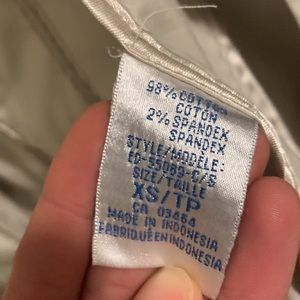 98% COTTON
COTON
2% SPANDEX
SPANDEX
STYLE/MODELE:
SIZE/TAILLE
XS/TP
CA 03454
MADE IN INDONESIA
FABRIQUE EN INDONESIA